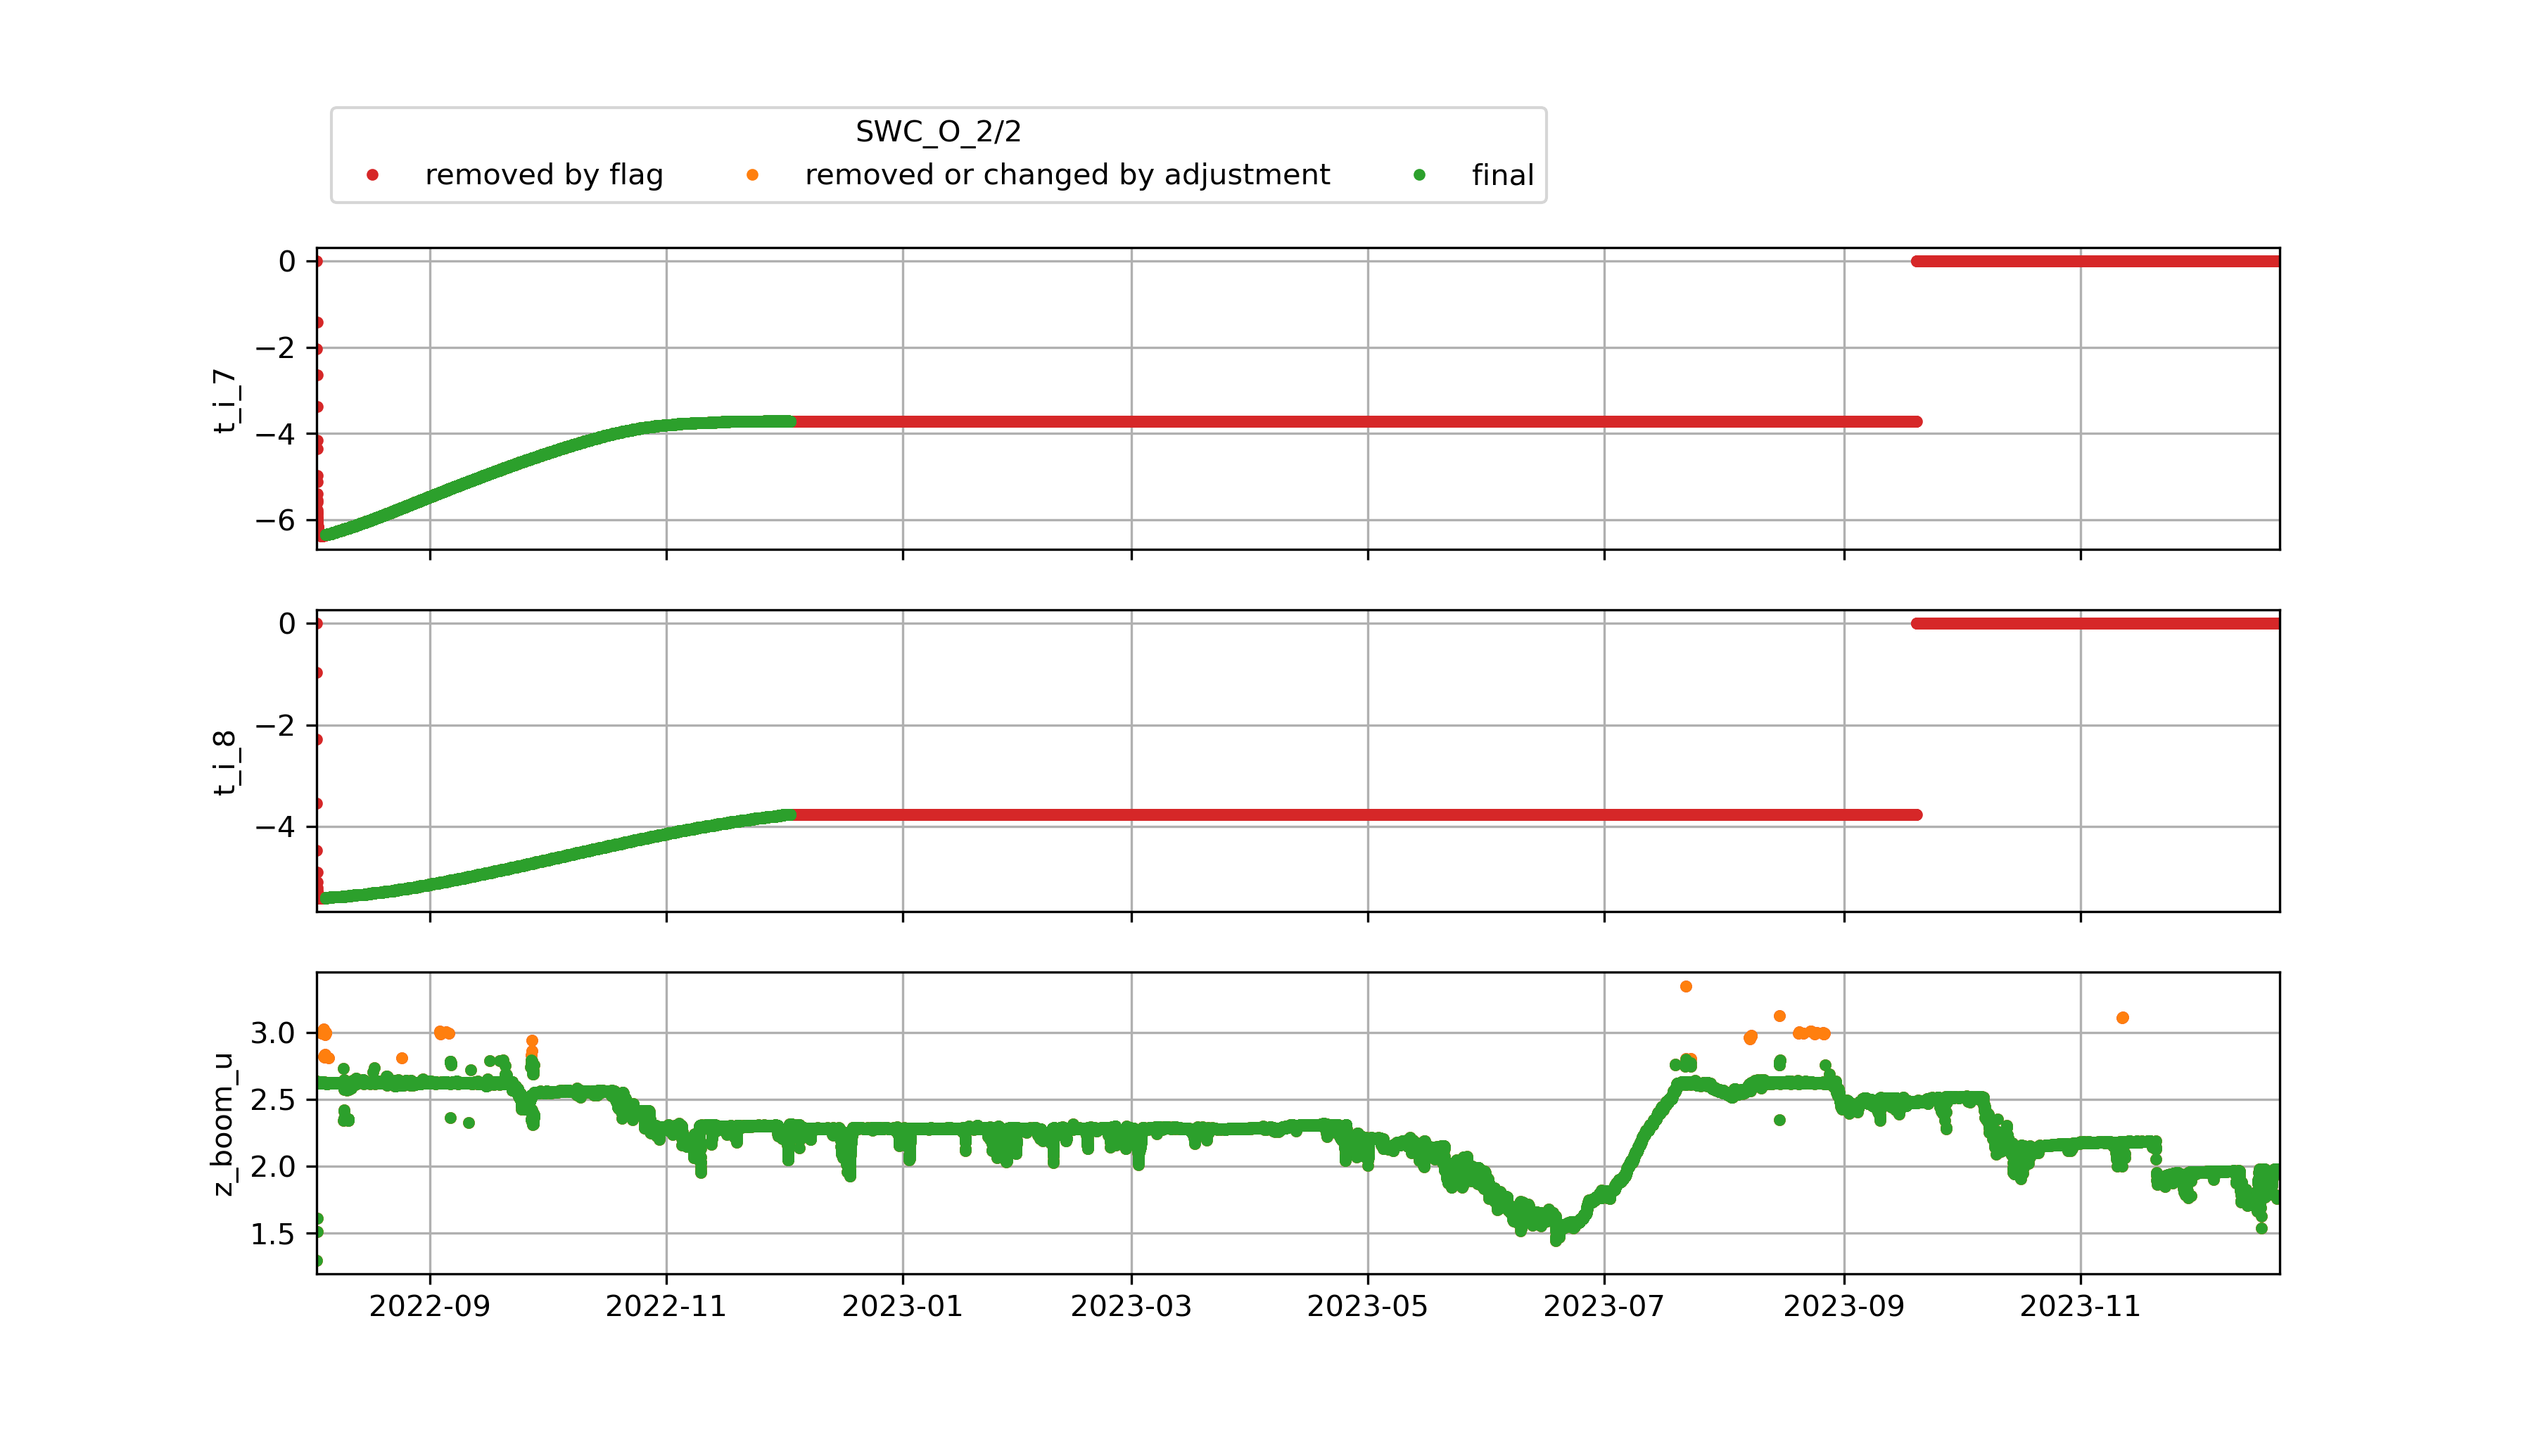 SWC_O_2/2
removed by flag removed or changed by adjustment final
0
−2
−4
−6
t_i_7
0
−2
−4
t_i_8
3.0
2.5
2.0
1.5
z_boom_u
2022-09 2022-11 2023-01 2023-03 2023-05 2023-07 2023-09 2023-11